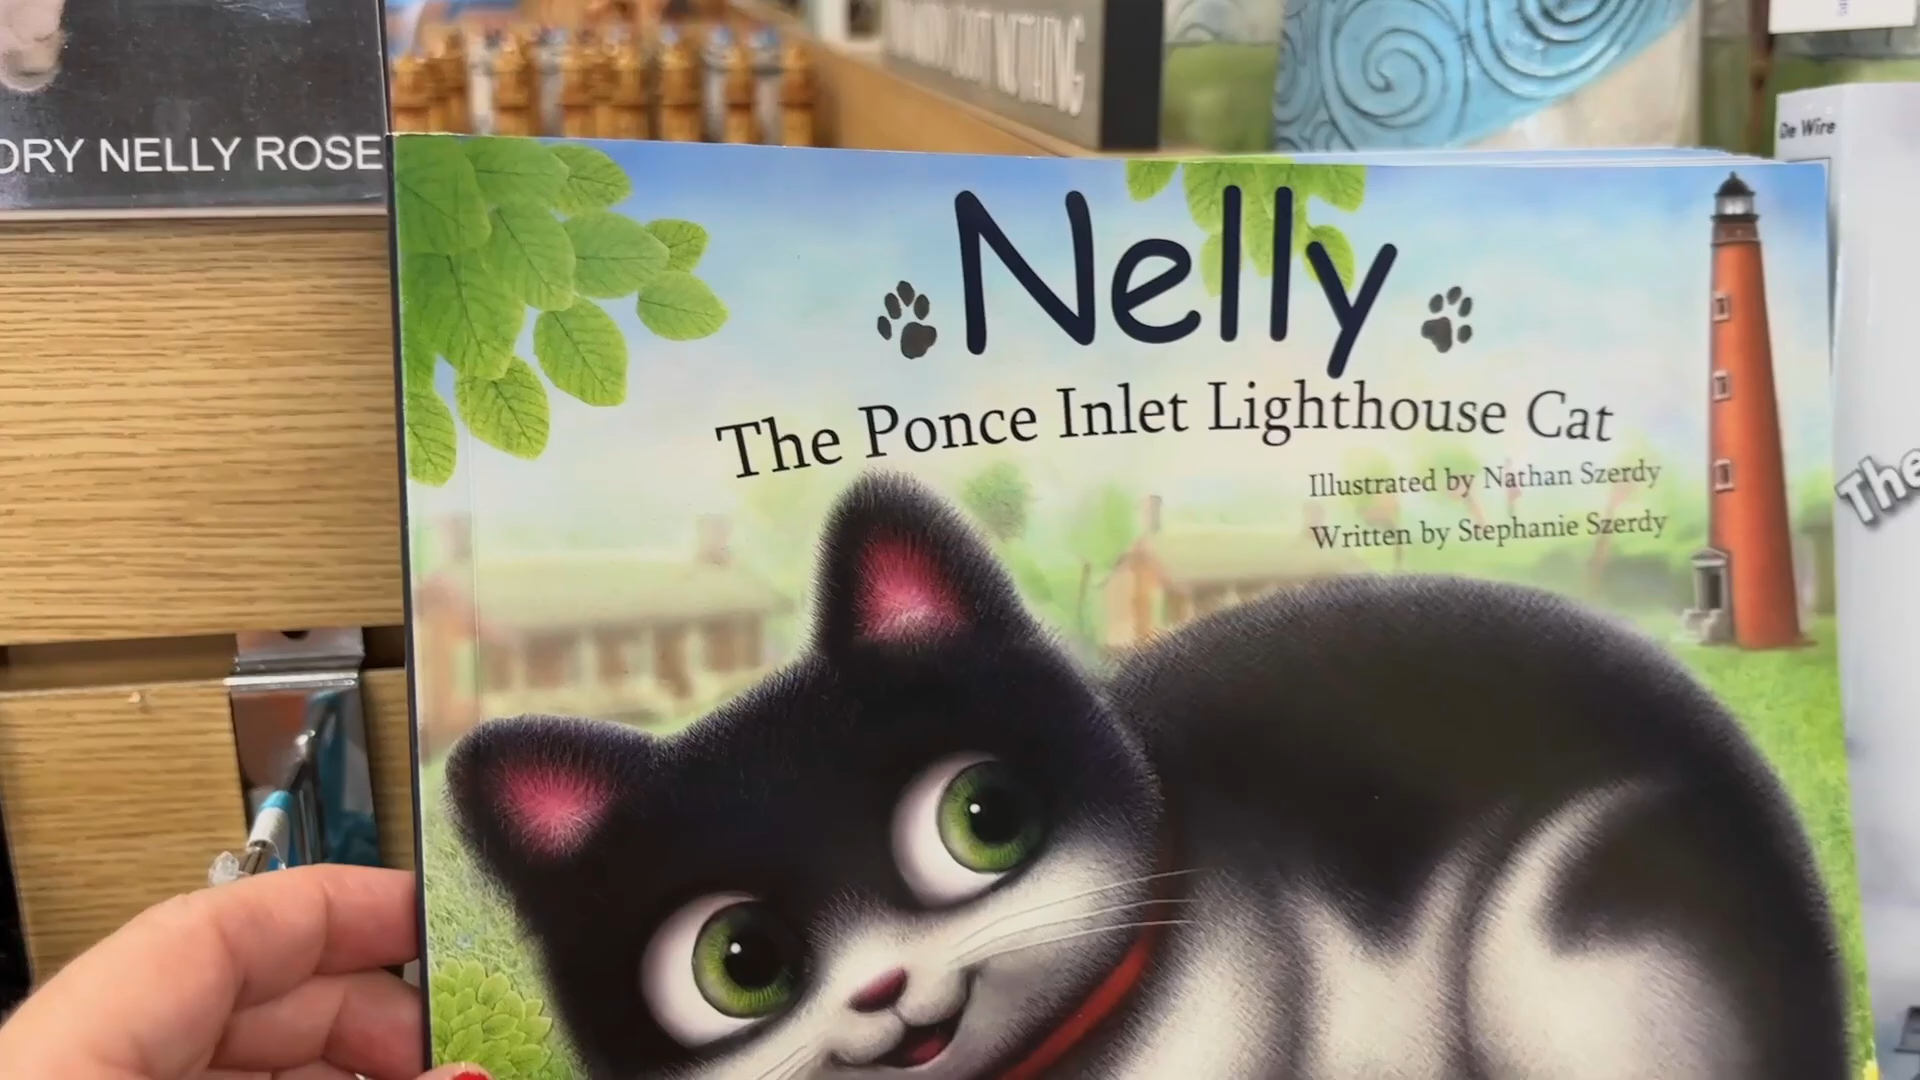 ORY NELLY ROSE
De Wire
Nelly
The Ponce Inlet Lighthouse Cat
Illustrated by Nathan Szerdy
Written by Stephanie Szerdy
The